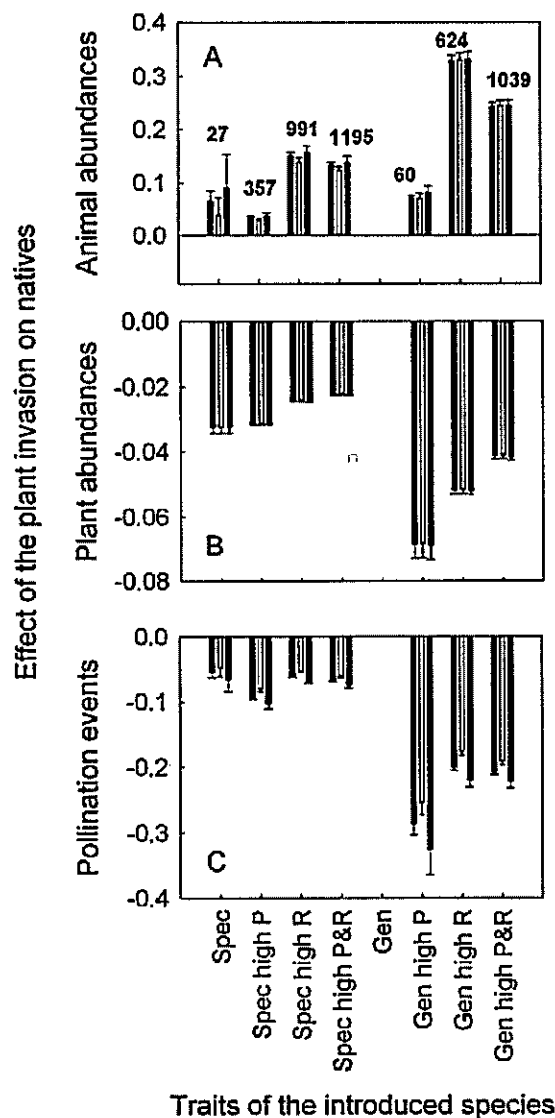 Effect of the plant invasion on natives
Animal abundances
A
0.4
0.3
0.2
0.1
0.0
27
357
991
1195
60
624
1039
Plant abundances
B
0.00
-0.02
-0.04
-0.06
-0.08
Pollination events
C
0.0
-0.1
-0.2
-0.3
-0.4
Spec
Spec high P
Spec high R
Spec high P&R
Gen
Gen high P
Gen high R
Gen high P&R
Traits of the introduced species